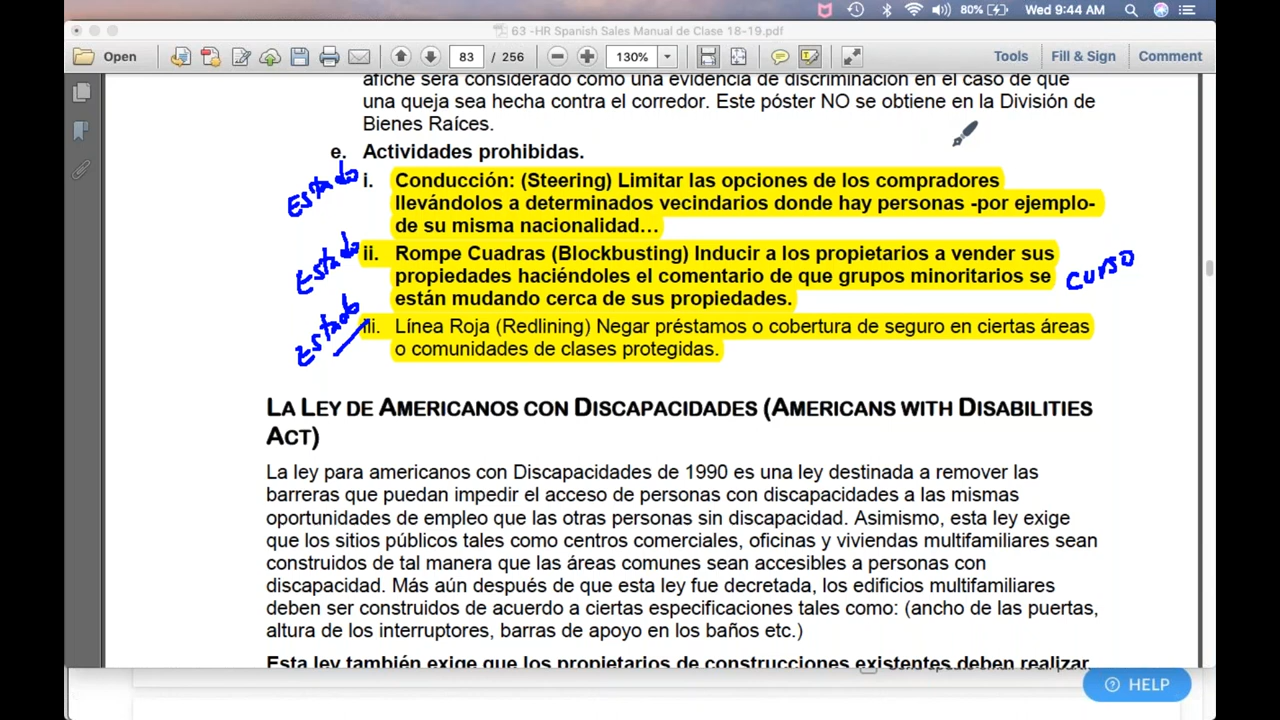 80% Wed 9:44 AM
63 -HR Spanish Sales Manual de Clase 18-19.pdf
Open 83 / 256 130% Tools Fill & Sign Comment
afiche será considerado como una evidencia de discriminación en el caso de que
una queja sea hecha contra el corredor. Este póster NO se obtiene en la División de
Bienes Raíces.
e. Actividades prohibidas.
Estado i. Conducción: (Steering) Limitar las opciones de los compradores
llevándolos a determinados vecindarios donde hay personas -por ejemplo-
de su misma nacionalidad…
Estado ii. Rompe Cuadras (Blockbusting) Inducir a los propietarios a vender sus
propiedades haciéndoles el comentario de que grupos minoritarios se curso
están mudando cerca de sus propiedades.
Estado iii. Línea Roja (Redlining) Negar préstamos o cobertura de seguro en ciertas áreas
o comunidades de clases protegidas.
LA LEY DE AMERICANOS CON DISCAPACIDADES (AMERICANS WITH DISABILITIES
ACT)
La ley para americanos con Discapacidades de 1990 es una ley destinada a remover las
barreras que puedan impedir el acceso de personas con discapacidades a las mismas
oportunidades de empleo que las otras personas sin discapacidad. Asimismo, esta ley exige
que los sitios públicos tales como centros comerciales, oficinas y viviendas multifamiliares sean
construidos de tal manera que las áreas comunes sean accesibles a personas con
discapacidad. Más aún después de que esta ley fue decretada, los edificios multifamiliares
deben ser construidos de acuerdo a ciertas especificaciones tales como: (ancho de las puertas,
altura de los interruptores, barras de apoyo en los baños etc.)
Esta ley también exige que los propietarios de construcciones existentes deben realizar
HELP